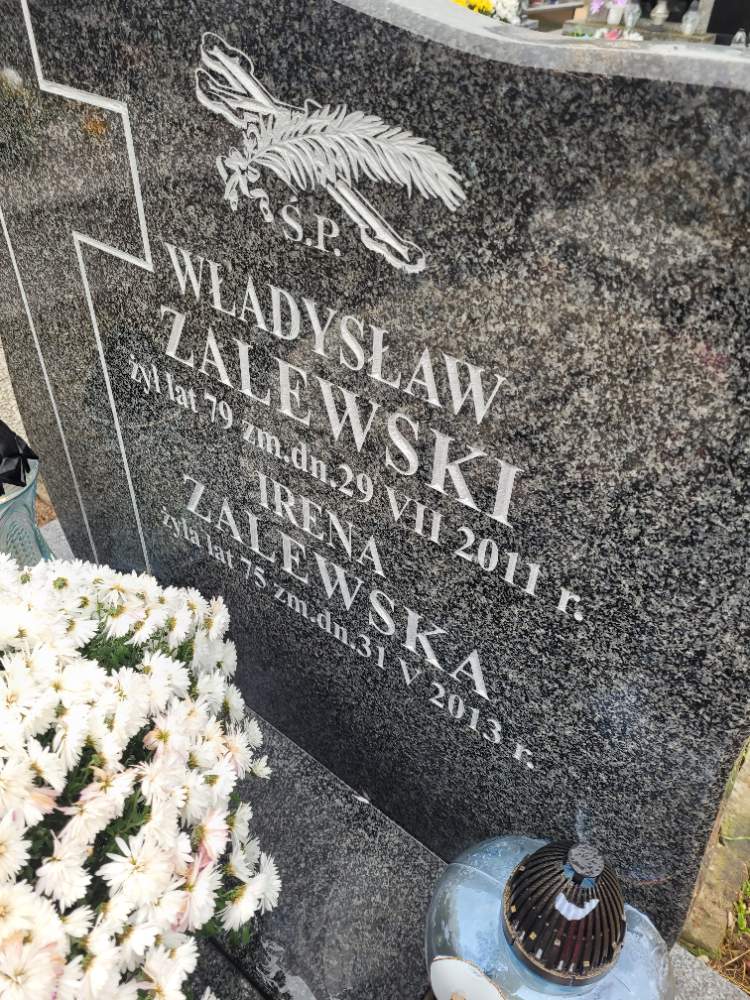 Ś.P.
WŁADYSŁAW
ZALEWSKI
żył lat 79 zm.dn.29 VII 2011 r.
IRENA
ZALEWSKA
żyła lat 75 zm.dn.31 V 2013 r.